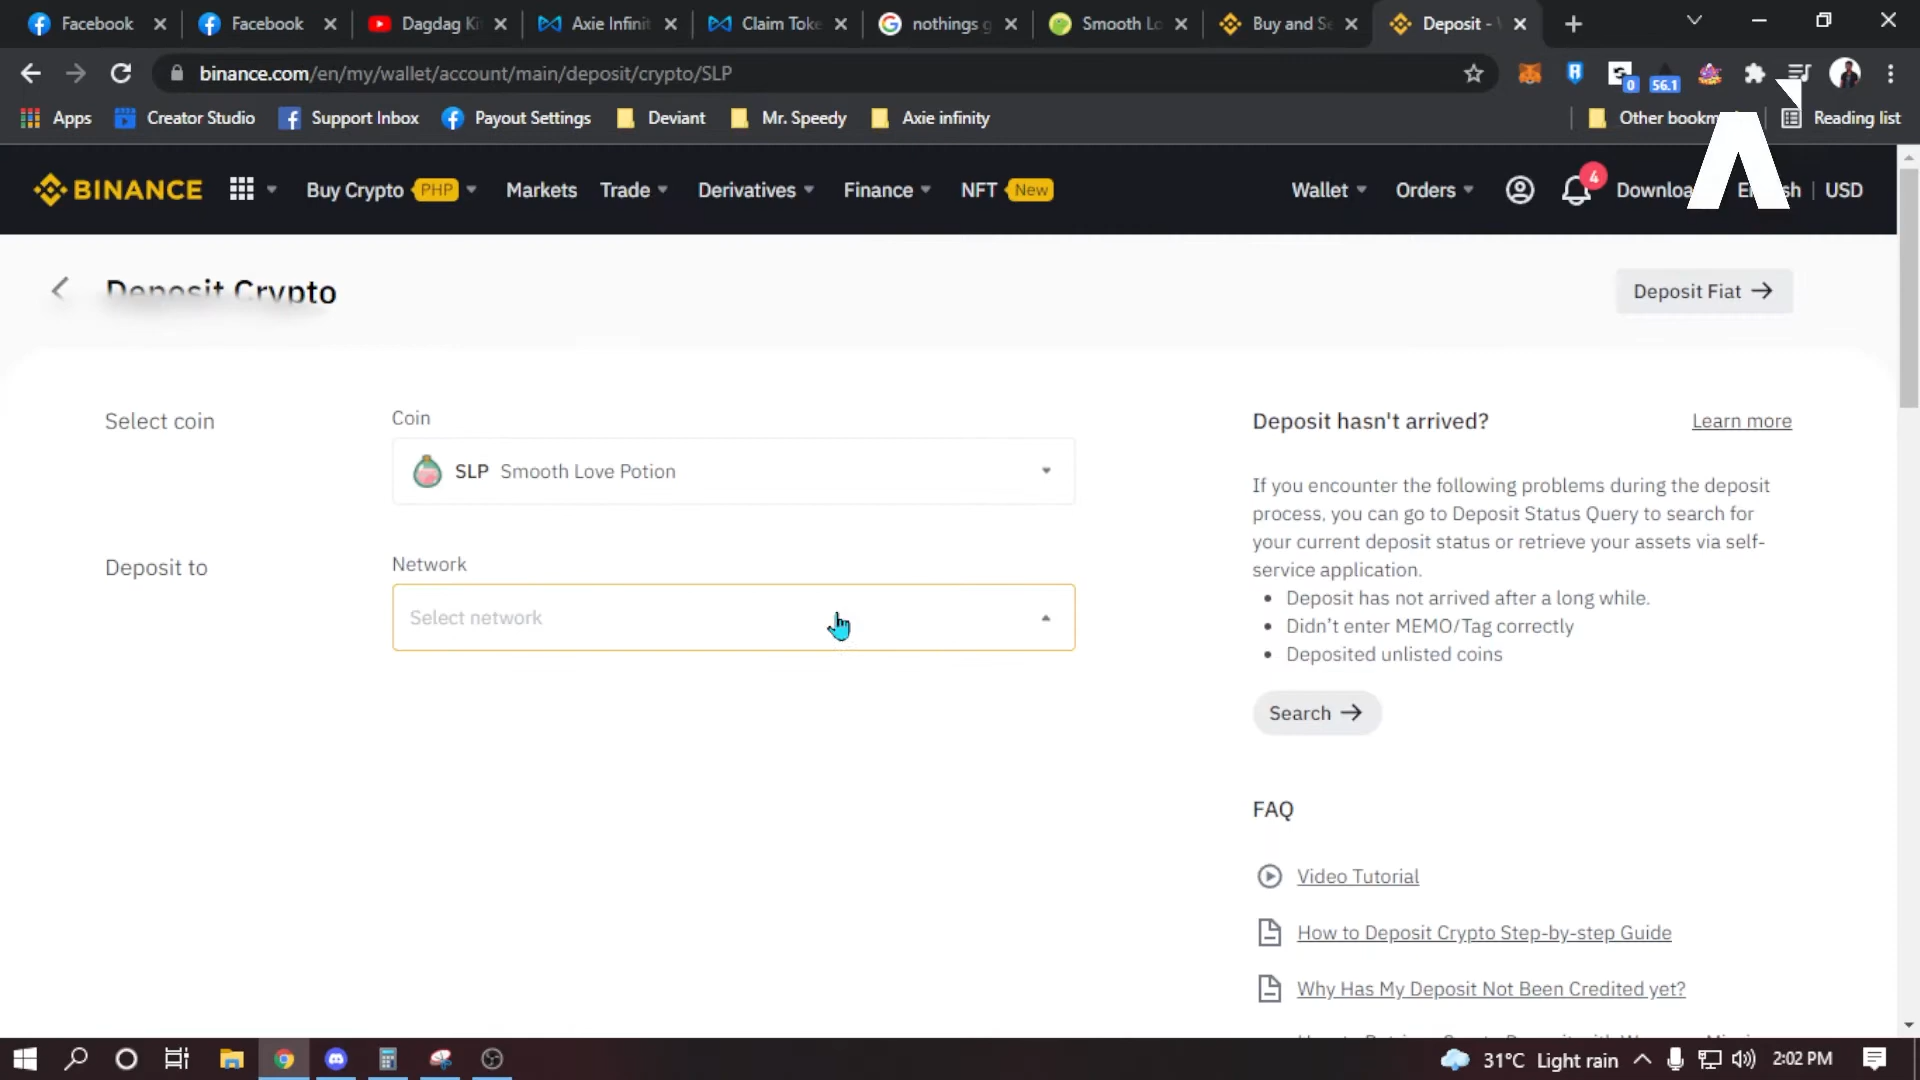 Facebook
Facebook
Dagdag Ki
Axie Infinit
Claim Toke
nothings g
Smooth Lo
Buy and Se
Deposit -
binance.com/en/my/wallet/account/main/deposit/crypto/SLP
0
56.1
Apps
Creator Studio
Support Inbox
Payout Settings
Deviant
Mr. Speedy
Axie infinity
Other bookm
Reading list
BINANCE
Buy Crypto
PHP
Markets
Trade
Derivatives
Finance
NFT
New
Wallet
Orders
4
Downloa
USD
Deposit Crypto
Deposit Fiat
Select coin
Coin
SLP Smooth Love Potion
Deposit to
Network
Select network
Deposit hasn't arrived?
Learn more
If you encounter the following problems during the deposit
process, you can go to Deposit Status Query to search for
your current deposit status or retrieve your assets via self-
service application.
Deposit has not arrived after a long while.
Didn't enter MEMO/Tag correctly
Deposited unlisted coins
Search
FAQ
Video Tutorial
How to Deposit Crypto Step-by-step Guide
Why Has My Deposit Not Been Credited yet?
31°C Light rain
2:02 PM